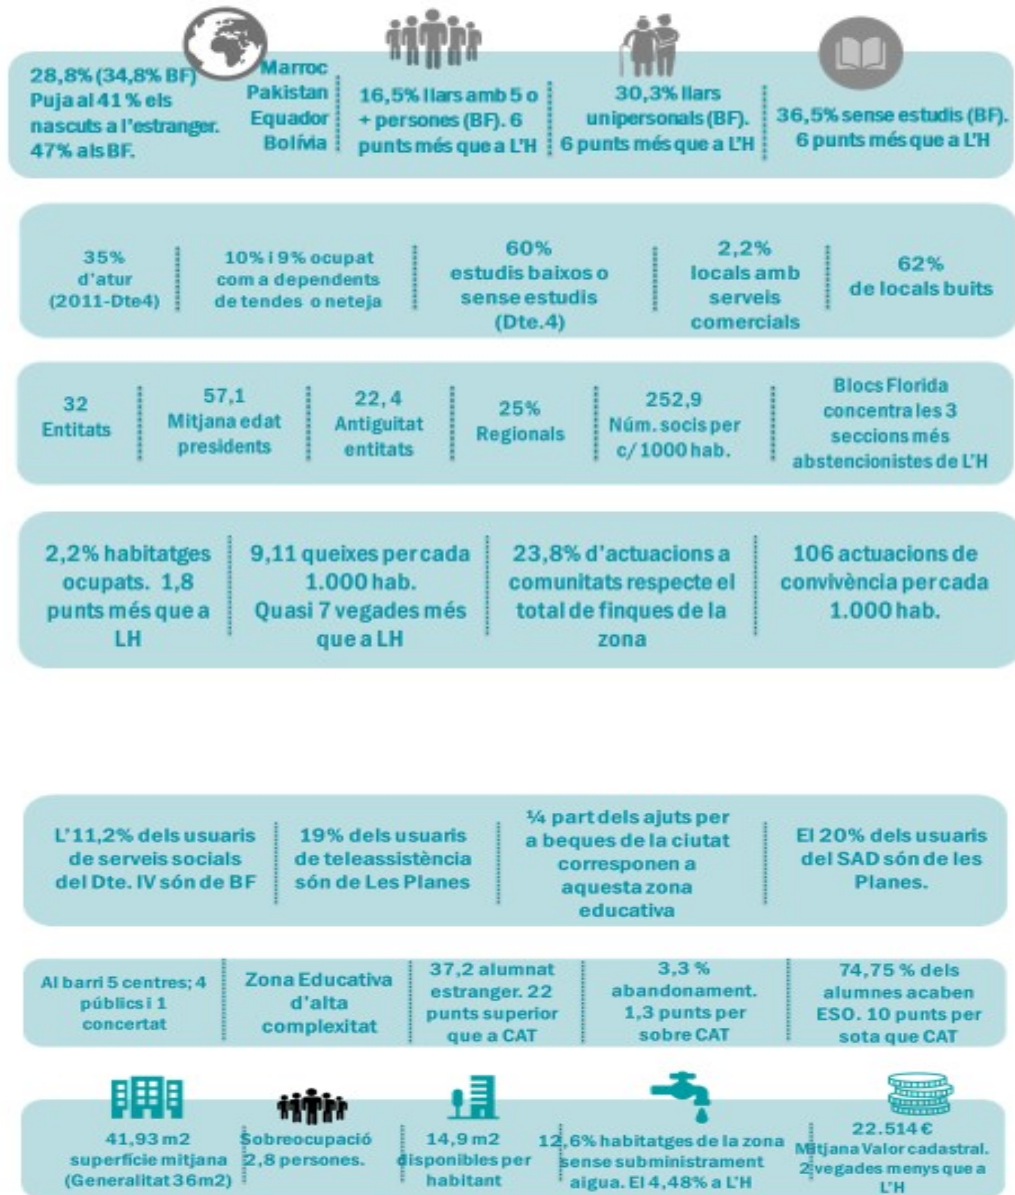 28,8% (34,8% BF)
Puja al 41 % els
nascuts a l'estranger.
47% als BF.
Marroc
Pakistan
Equador
Bolívia
16,5% llars amb 5 o
+ persones (BF). 6
punts més que a L'H
30,3% llars
unipersonals (BF).
6 punts més que a L'H
36,5% sense estudis (BF).
6 punts més que a L'H
35%
d'atur
(2011-Dte4)
10% i 9% ocupat
com a dependents
de tendes o neteja
60%
estudis baixos o
sense estudis
(Dte.4)
2,2%
locals amb
serveis
comercials
62%
de locals buits
32
Entitats
57,1
Mitjana edat
presidents
22,4
Antiguitat
entitats
25%
Regionals
252,9
Núm. socis per
c/ 1000 hab.
Blocs Florida
concentra les 3
seccions més
abstencionistes de L'H
2,2% habitatges
ocupats. 1,8
punts més que a
LH
9,11 queixes per cada
1.000 hab.
Quasi 7 vegades més
que a LH
23,8% d'actuacions a
comunitats respecte el
total de finques de la
zona
106 actuacions de
convivència per cada
1.000 hab.
L'11,2% dels usuaris
de serveis socials
del Dte. IV són de BF
19% dels usuaris
de teleassistència
són de Les Planes
¼ part dels ajuts per
a beques de la ciutat
corresponen a
aquesta zona
educativa
El 20% dels usuaris
del SAD són de les
Planes.
Al barri 5 centres; 4
públics i 1
concertat
Zona Educativa
d'alta
complexitat
37,2 alumnat
estranger. 22
punts superior
que a CAT
3,3 %
abandonament.
1,3 punts per
sobre CAT
74,75 % dels
alumnes acaben
ESO. 10 punts per
sota que CAT
41,93 m2
superfície mitjana
(Generalitat 36m2)
Sobreocupació
2,8 persones.
14,9 m2
disponibles per
habitant
12,6% habitatges de la zona
sense subministrament
aigua. El 4,48% a L'H
22.514 €
Mitjana Valor cadastral.
2 vegades menys que a
L'H